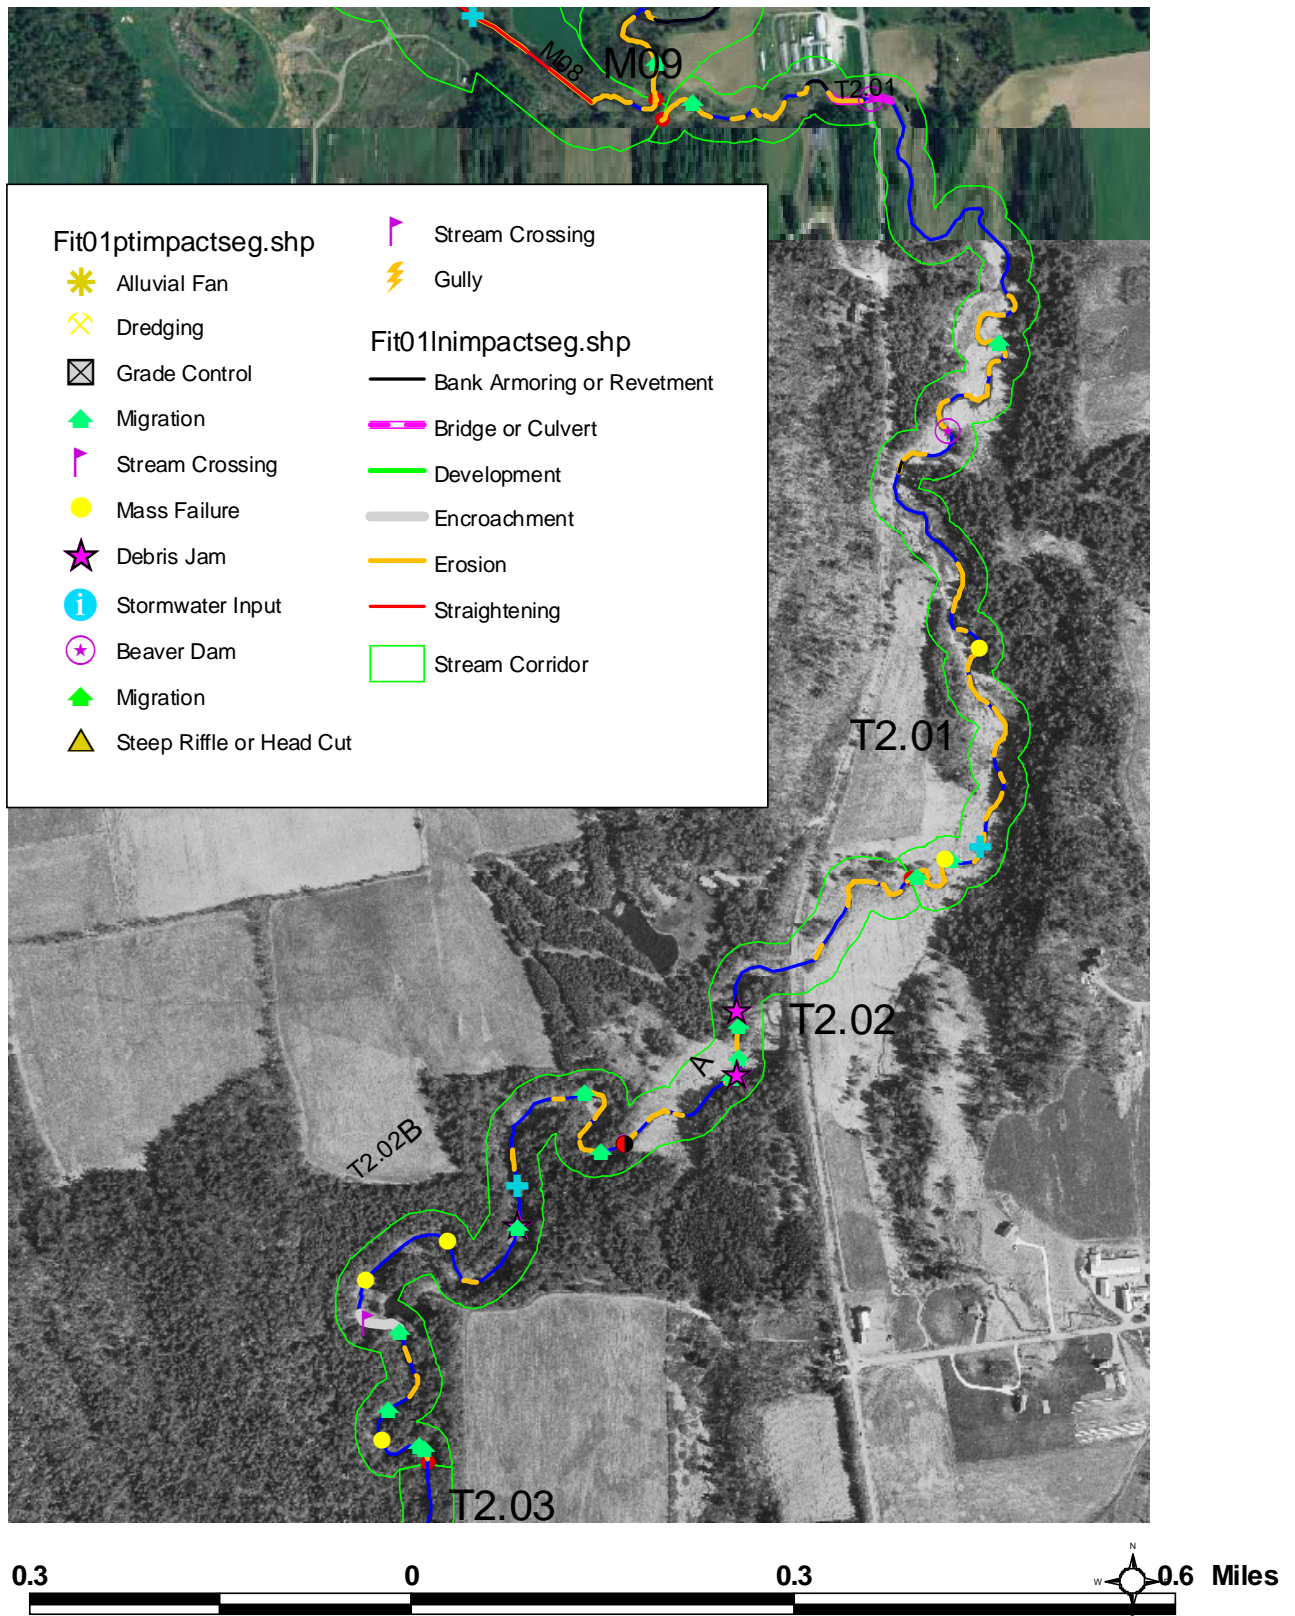 M08
M09
T2.01
Fit01ptimpactseg.shp
Alluvial Fan
Dredging
Grade Control
Migration
Stream Crossing
Mass Failure
Debris Jam
i
Stormwater Input
Beaver Dam
Migration
Steep Riffle or Head Cut
Stream Crossing
Gully
Fit01lnimpactseg.shp
Bank Armoring or Revetment
Bridge or Culvert
Development
Encroachment
Erosion
Straightening
Stream Corridor
T2.01
T2.02
A
T2.02B
T2.03
N
W
0.3 0 0.3 0.6 Miles